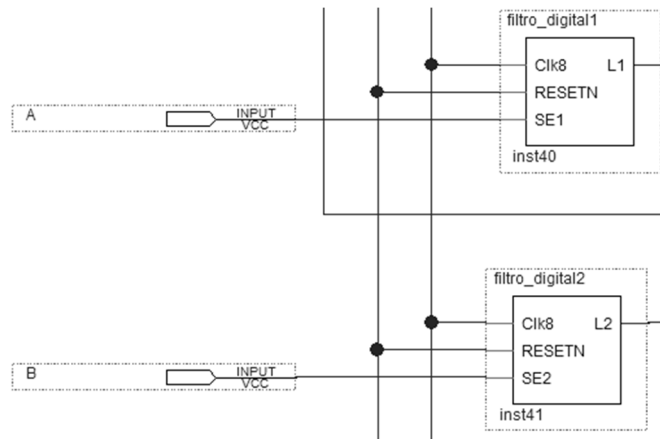 filtro_digital1
Clk8 L1
RESETN
A
INPUT
VCC
SE1
inst40
filtro_digital2
Clk8 L2
RESETN
B
INPUT
VCC
SE2
inst41